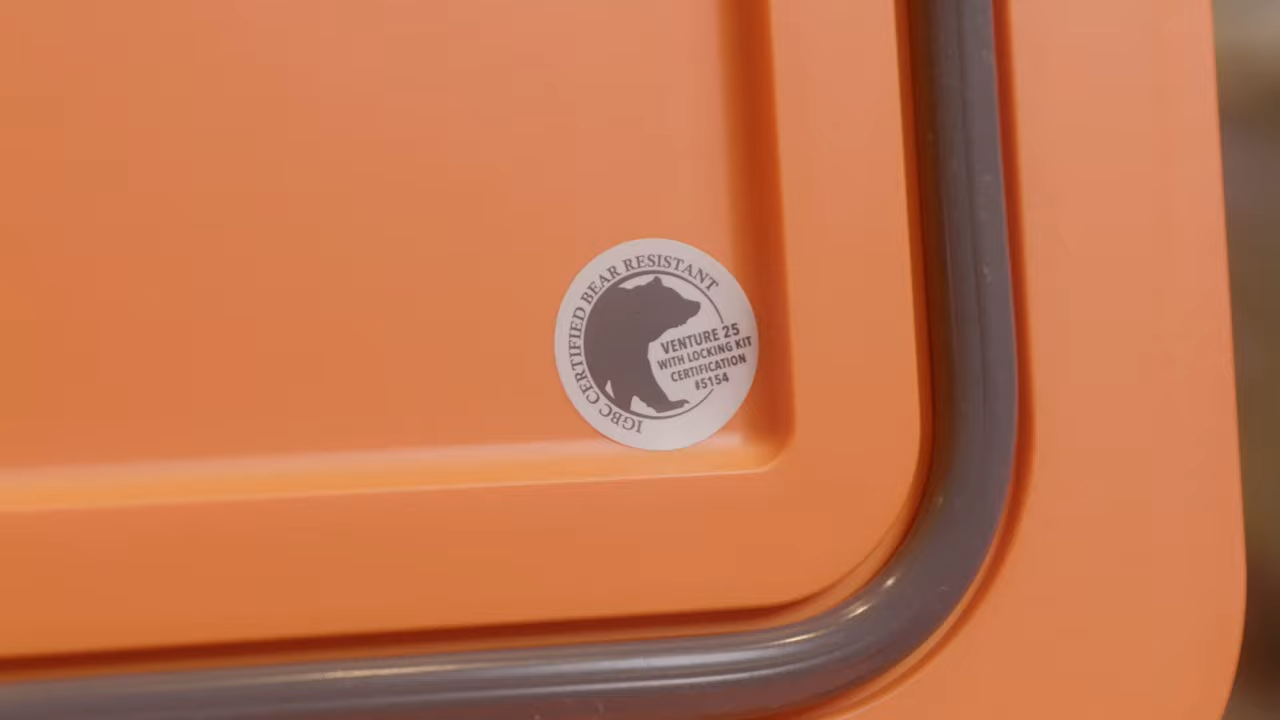 IGBC CERTIFIED BEAR RESISTANT
VENTURE 25
WITH LOCKING KIT
CERTIFICATION
#5154